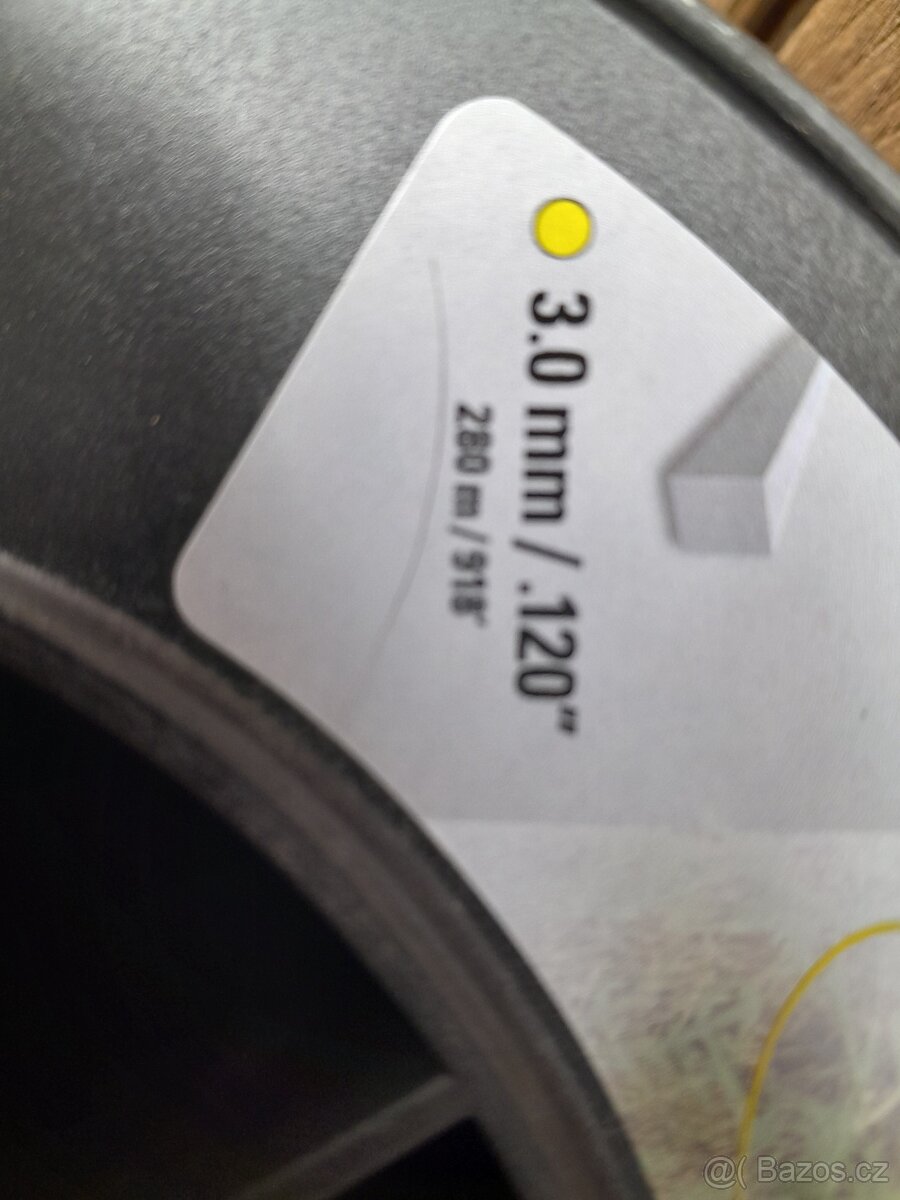 3.0 mm / .120"
280 m / 918'
@( Bazos.cz